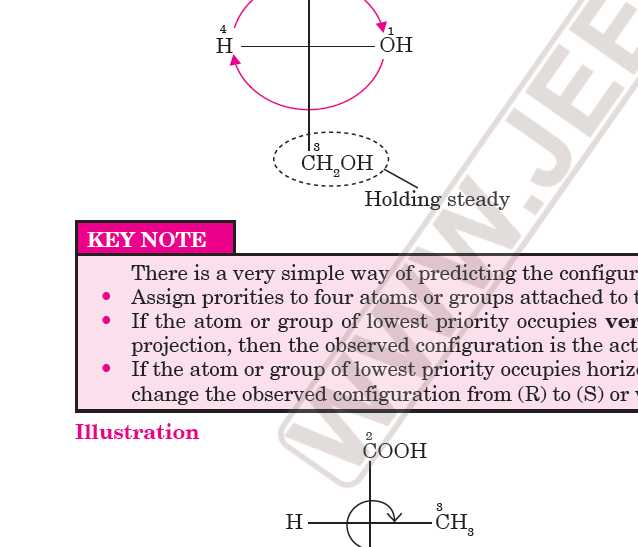 4 1
H OH
3
CH2OH
Holding steady
KEY NOTE
There is a very simple way of predicting the configur
Assign prorities to four atoms or groups attached to t
If the atom or group of lowest priority occupies ver
projection, then the observed configuration is the act
If the atom or group of lowest priority occupies horiz
change the observed configuration from (R) to (S) or v
Illustration
2
COOH
3
H CH3
WWW.JEE